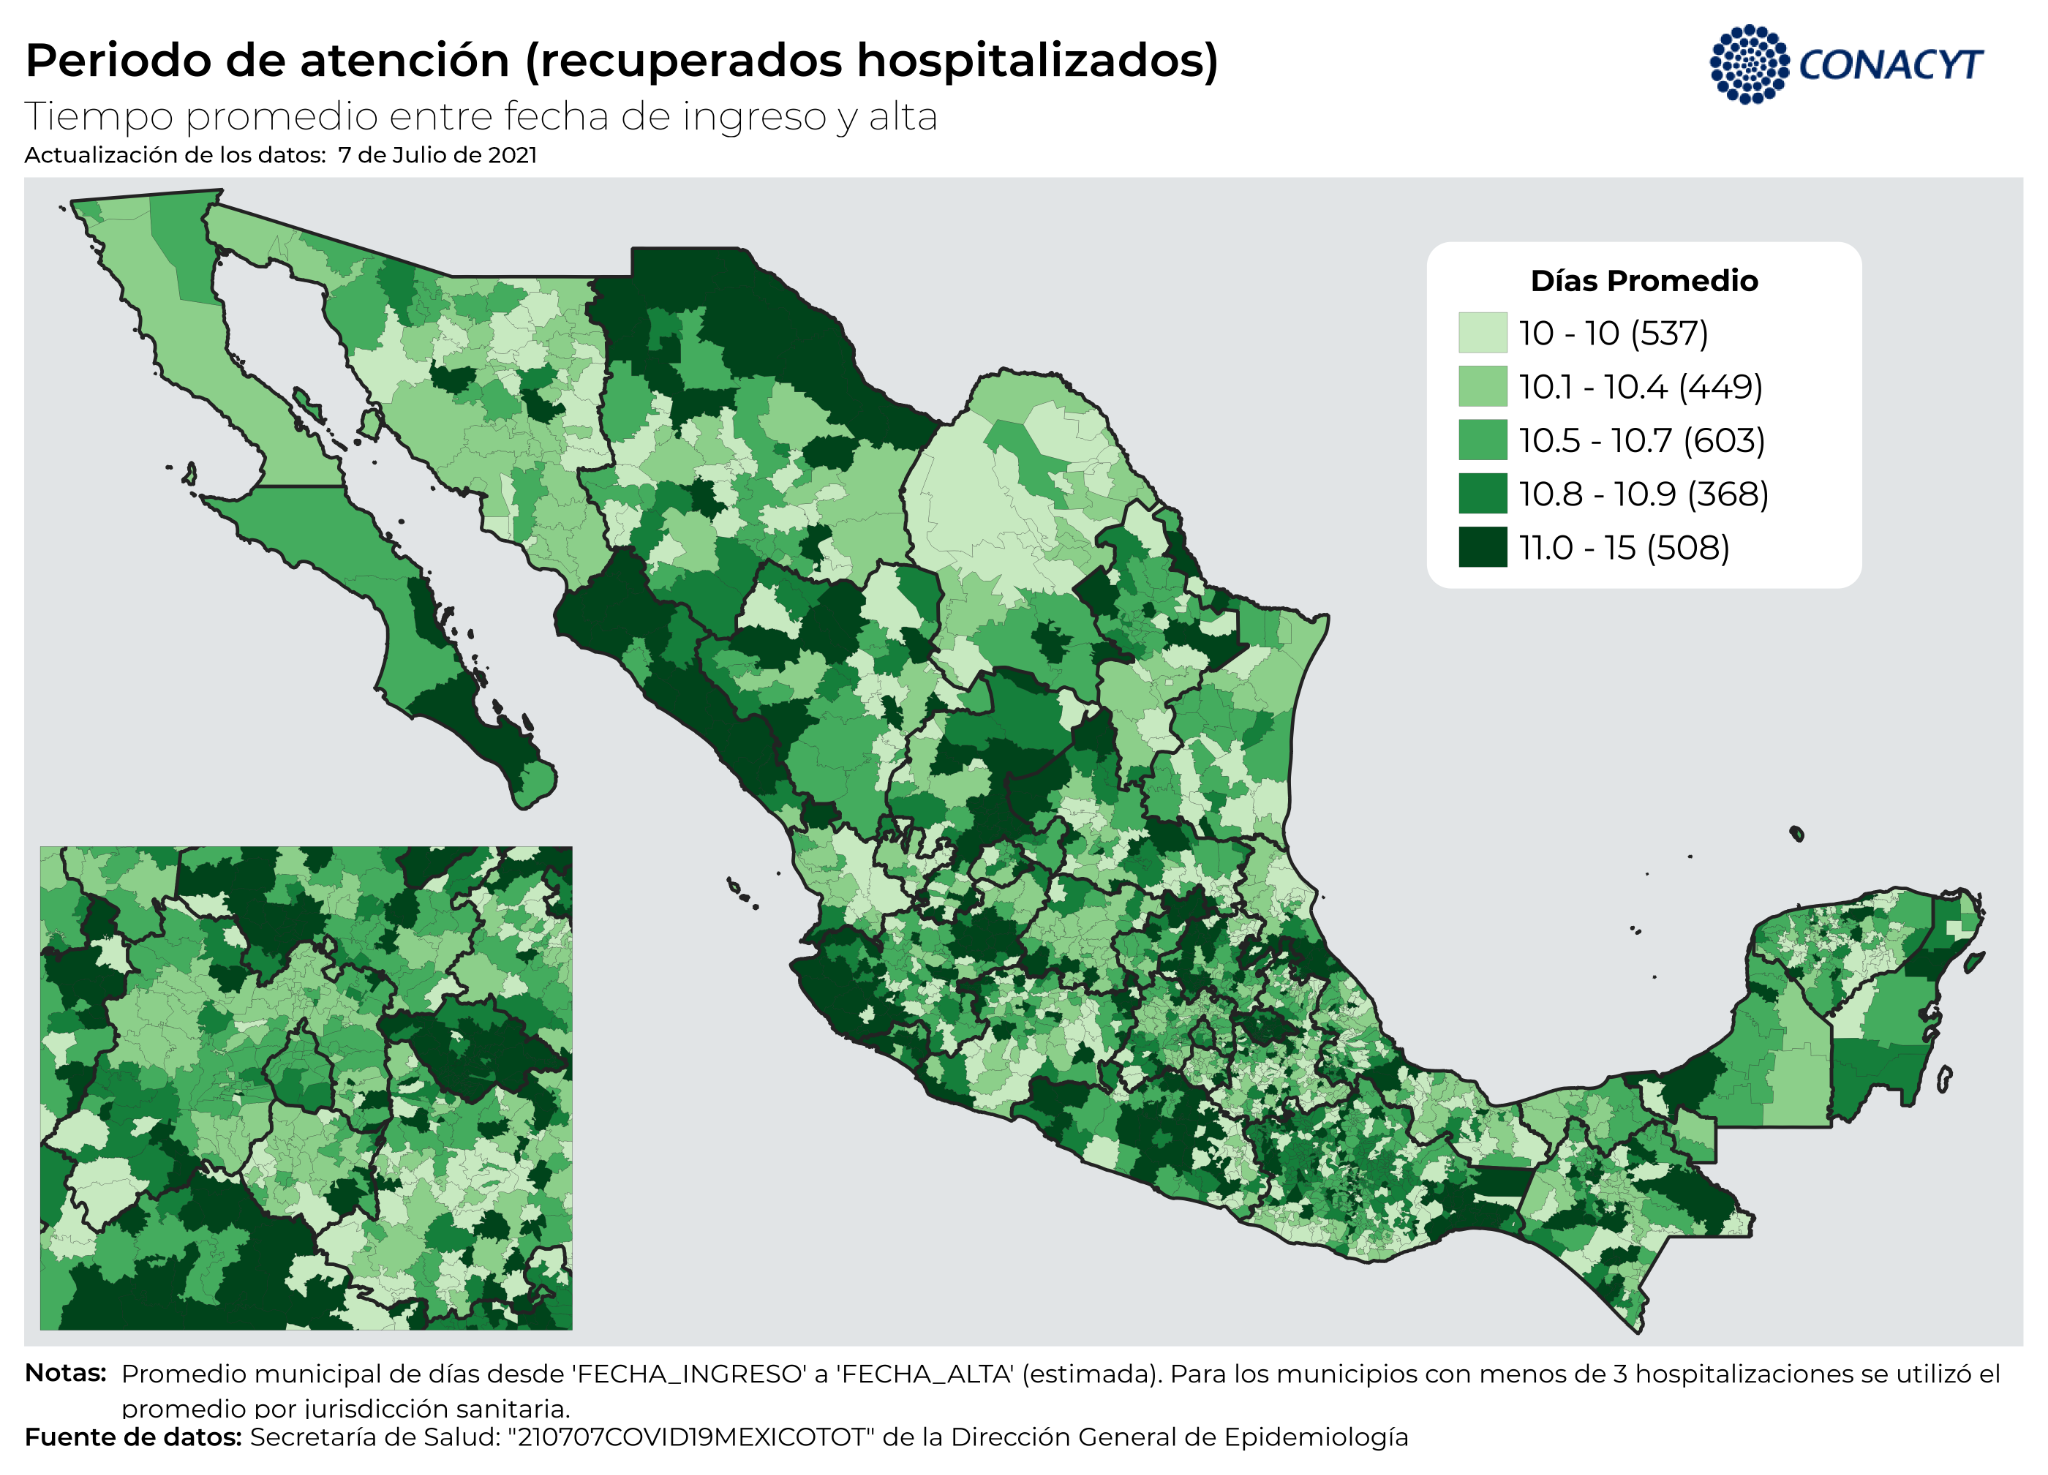 Periodo de atención (recuperados hospitalizados)
CONACYT
Tiempo promedio entre fecha de ingreso y alta
Actualización de los datos: 7 de Julio de 2021
Días Promedio
10 - 10 (537)
10.1 - 10.4 (449)
10.5 - 10.7 (603)
10.8 - 10.9 (368)
11.0 - 15 (508)
Notas: Promedio municipal de días desde 'FECHA_INGRESO' a 'FECHA_ALTA' (estimada). Para los municipios con menos de 3 hospitalizaciones se utilizó el
promedio por jurisdicción sanitaria.
Fuente de datos: Secretaría de Salud: "210707COVID19MEXICOTOT" de la Dirección General de Epidemiología